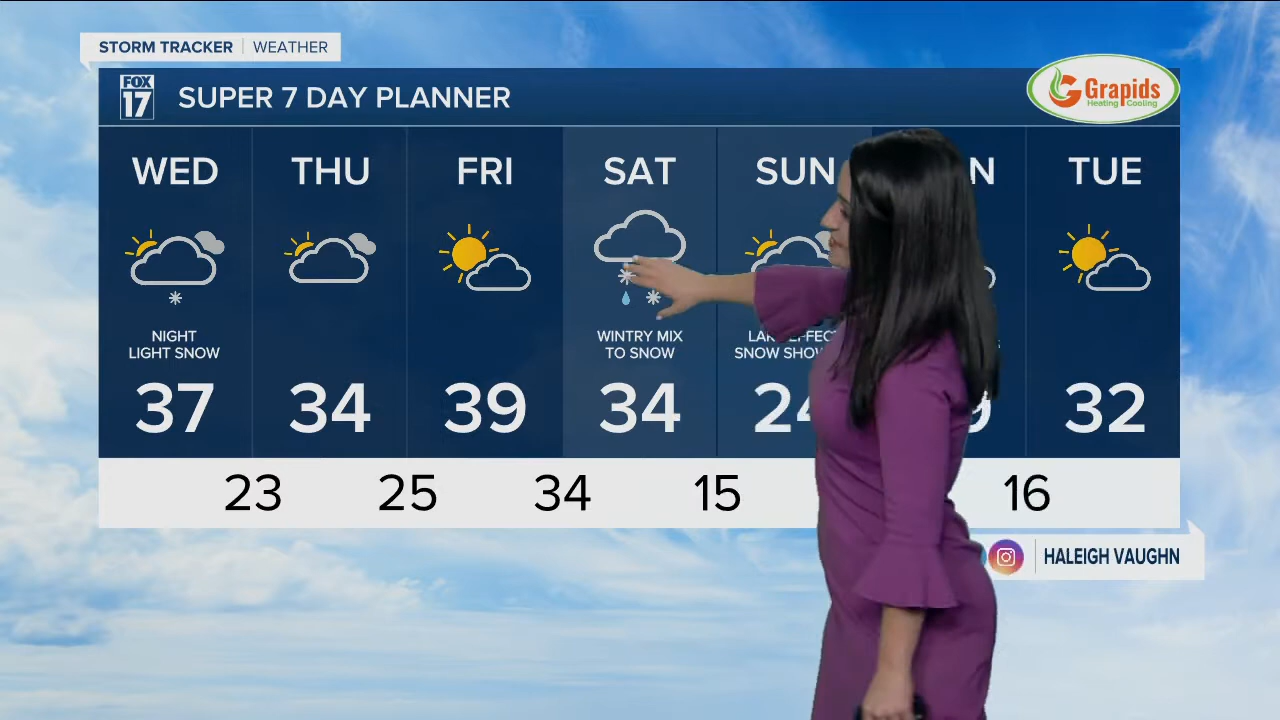 STORM TRACKER | WEATHER
FOX
17
SUPER 7 DAY PLANNER
Grapids
Heating Cooling
WED THU FRI SAT SUN TUE
NIGHT
LIGHT SNOW
WINTRY MIX
TO SNOW
SNOW
37 34 39 34 32
23 25 34 15 16
HALEIGH VAUGHN